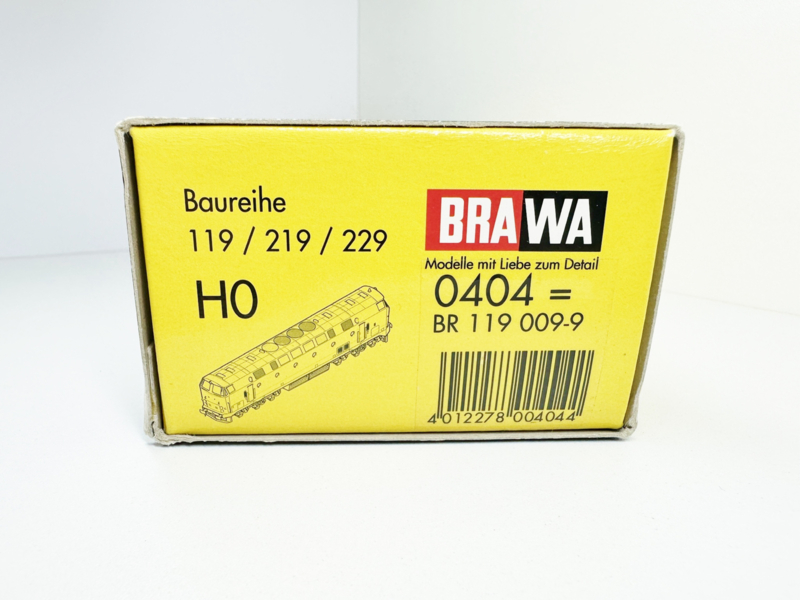 Baureihe
119 / 219 / 229
H0
BRAWA
Modelle mit Liebe zum Detail
0404 =
BR 119 009-9
4 012278 004044